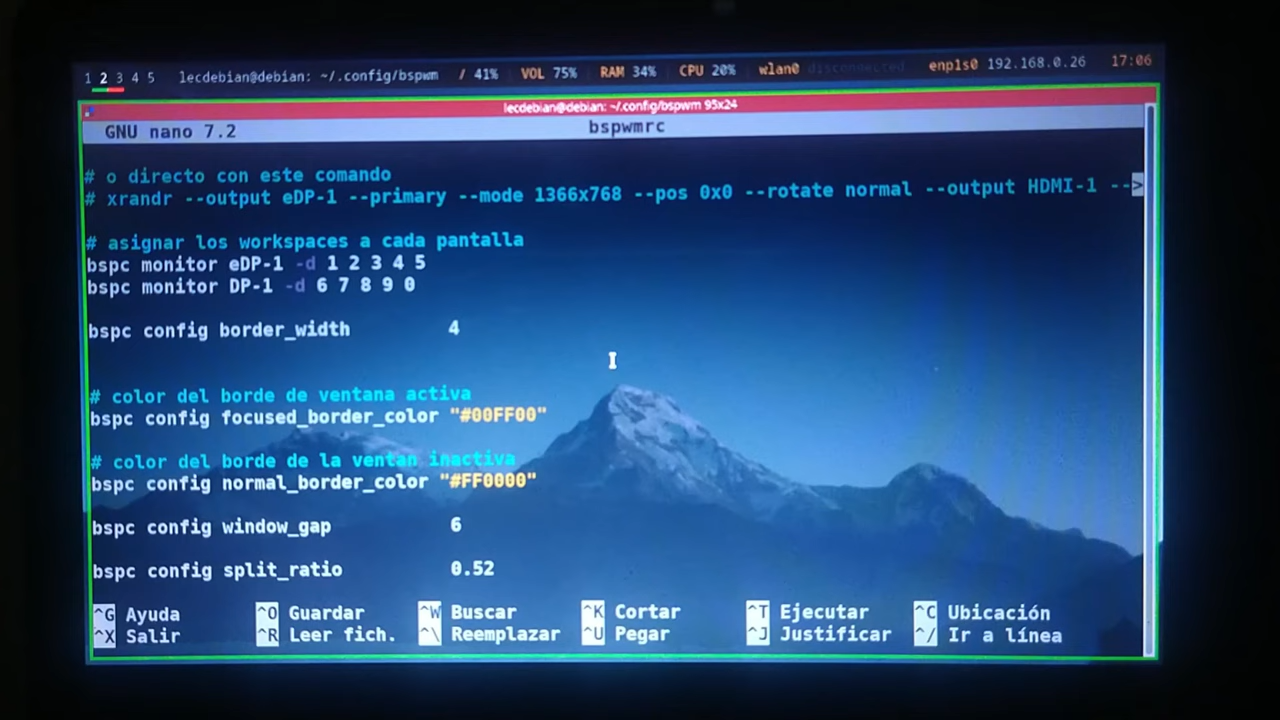 1 2 3 4 5 lecdebian@debian: ~/.config/bspwm / 41% VOL 75% RAM 34% CPU 20% wlan0 disconnected enp1s0 192.168.0.26 17:06
lecdebian@debian: ~/.config/bspwm 95x24
GNU nano 7.2 bspwmrc
# o directo con este comando
# xrandr --output eDP-1 --primary --mode 1366x768 --pos 0x0 --rotate normal --output HDMI-1 -->
# asignar los workspaces a cada pantalla
bspc monitor eDP-1 -d 1 2 3 4 5
bspc monitor DP-1 -d 6 7 8 9 0
bspc config border_width 4
# color del borde de ventana activa
bspc config focused_border_color "#00FF00"
# color del borde de la ventan inactiva
bspc config normal_border_color "#FF0000"
bspc config window_gap 6
bspc config split_ratio 0.52
^G Ayuda ^O Guardar ^W Buscar ^K Cortar ^T Ejecutar ^C Ubicación
^X Salir ^R Leer fich. ^\ Reemplazar ^U Pegar ^J Justificar ^/ Ir a línea